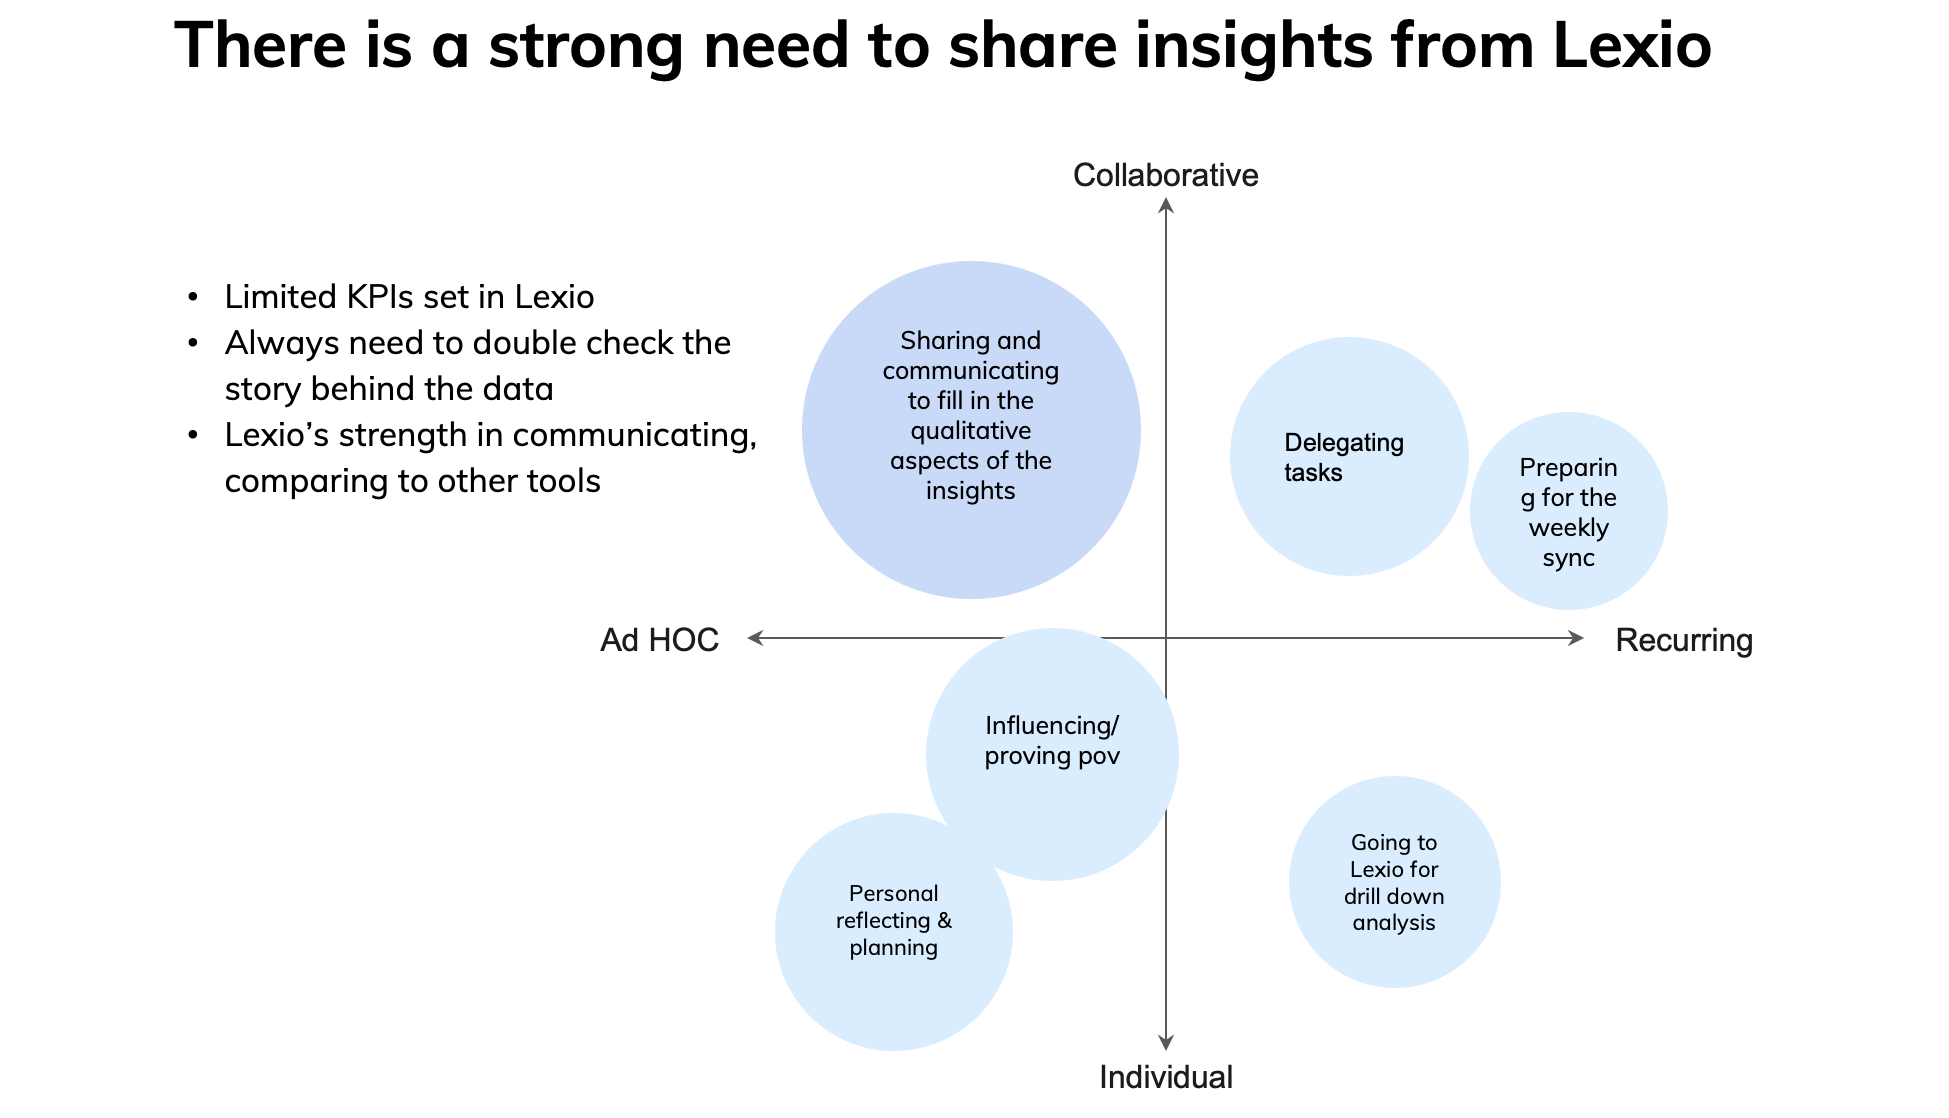 There is a strong need to share insights from Lexio
Collaborative
• Limited KPIs set in Lexio
• Always need to double check the
story behind the data
• Lexio’s strength in communicating,
comparing to other tools
Sharing and
communicating
to fill in the
qualitative
aspects of the
insights
Delegating
tasks
Preparin
g for the
weekly
sync
Ad HOC
Recurring
Influencing/
proving pov
Personal
reflecting &
planning
Going to
Lexio for
drill down
analysis
Individual